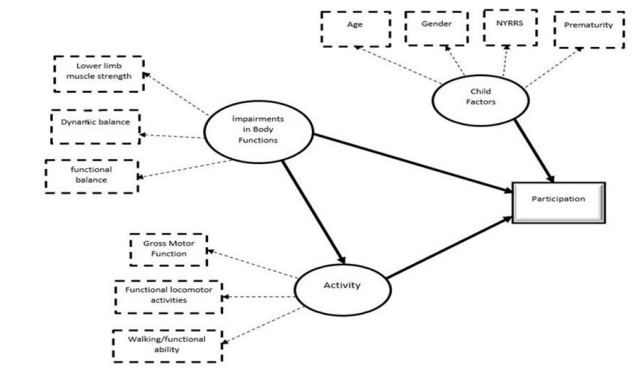 Age
Gender
NYRRS
Prematurity
Lower limb
muscle strength
Dynamic balance
functional
balance
İmpairments
in Body
Functions
Child
Factors
Participation
Gross Motor
Function
Functional locomotor
activities
Walking/functional
ability
Activity